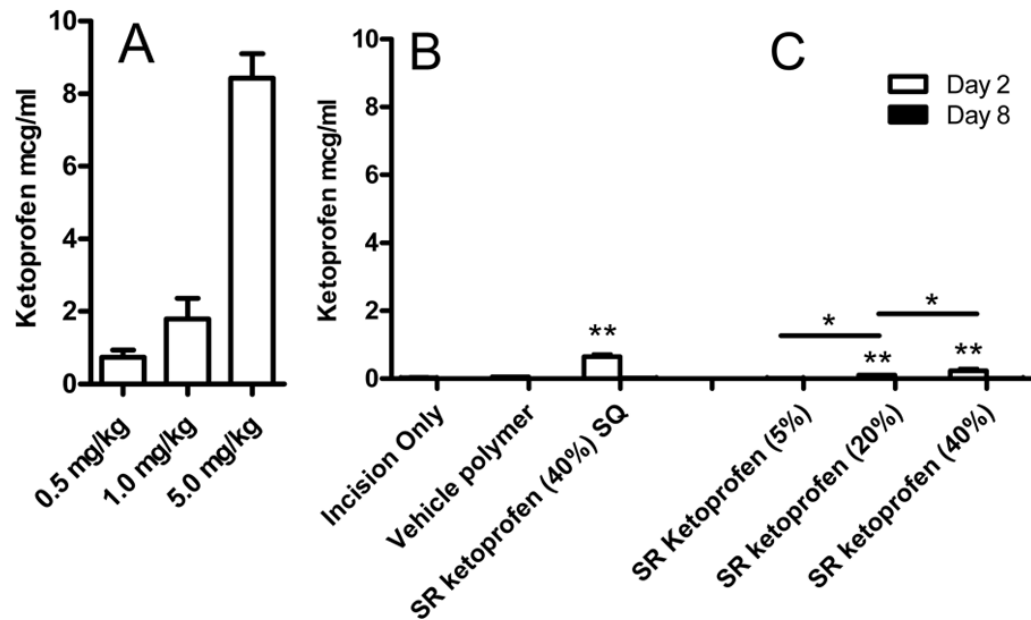 A
Ketoprofen mcg/ml
10
8
6
4
2
0
0.5 mg/kg
1.0 mg/kg
5.0 mg/kg
B
C
Ketoprofen mcg/ml
10
8
6
4
2
0
Day 2
Day 8
**
*
**
*
**
Incision Only
Vehicle polymer
SR ketoprofen (40%) SQ
SR Ketoprofen (5%)
SR ketoprofen (20%)
SR ketoprofen (40%)